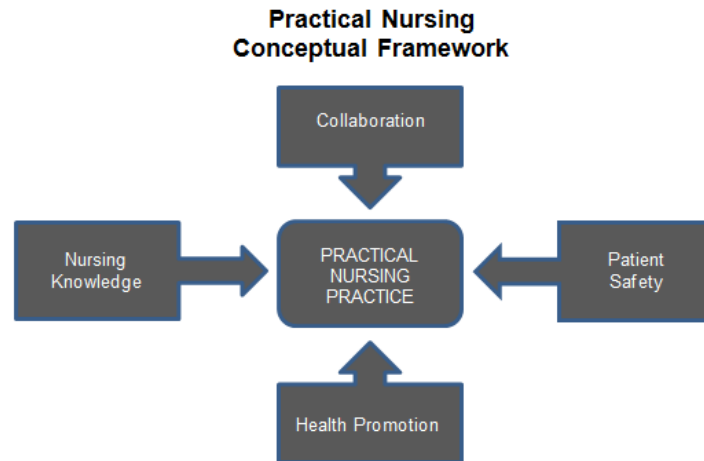 Practical Nursing
Conceptual Framework
Collaboration
Nursing
Knowledge
PRACTICAL
NURSING
PRACTICE
Patient
Safety
Health Promotion